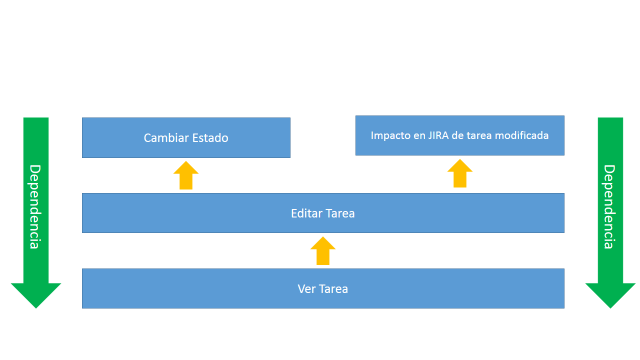 Cambiar Estado
Impacto en JIRA de tarea modificada
Dependencia
Dependencia
Editar Tarea
Ver Tarea